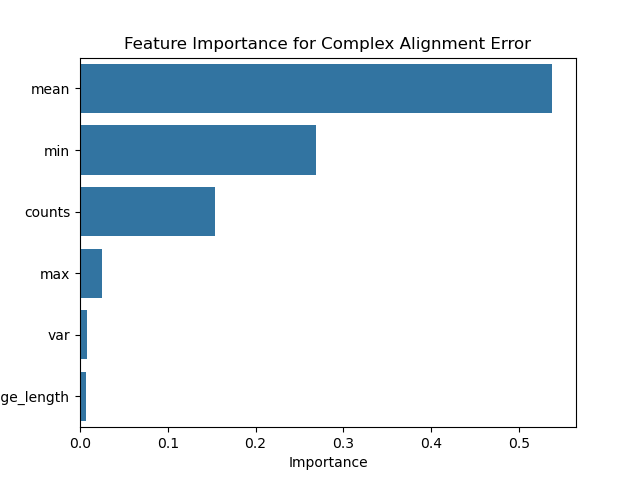 Feature Importance for Complex Alignment Error
mean
min
counts
max
var
ge_length
0.0 0.1 0.2 0.3 0.4 0.5
Importance